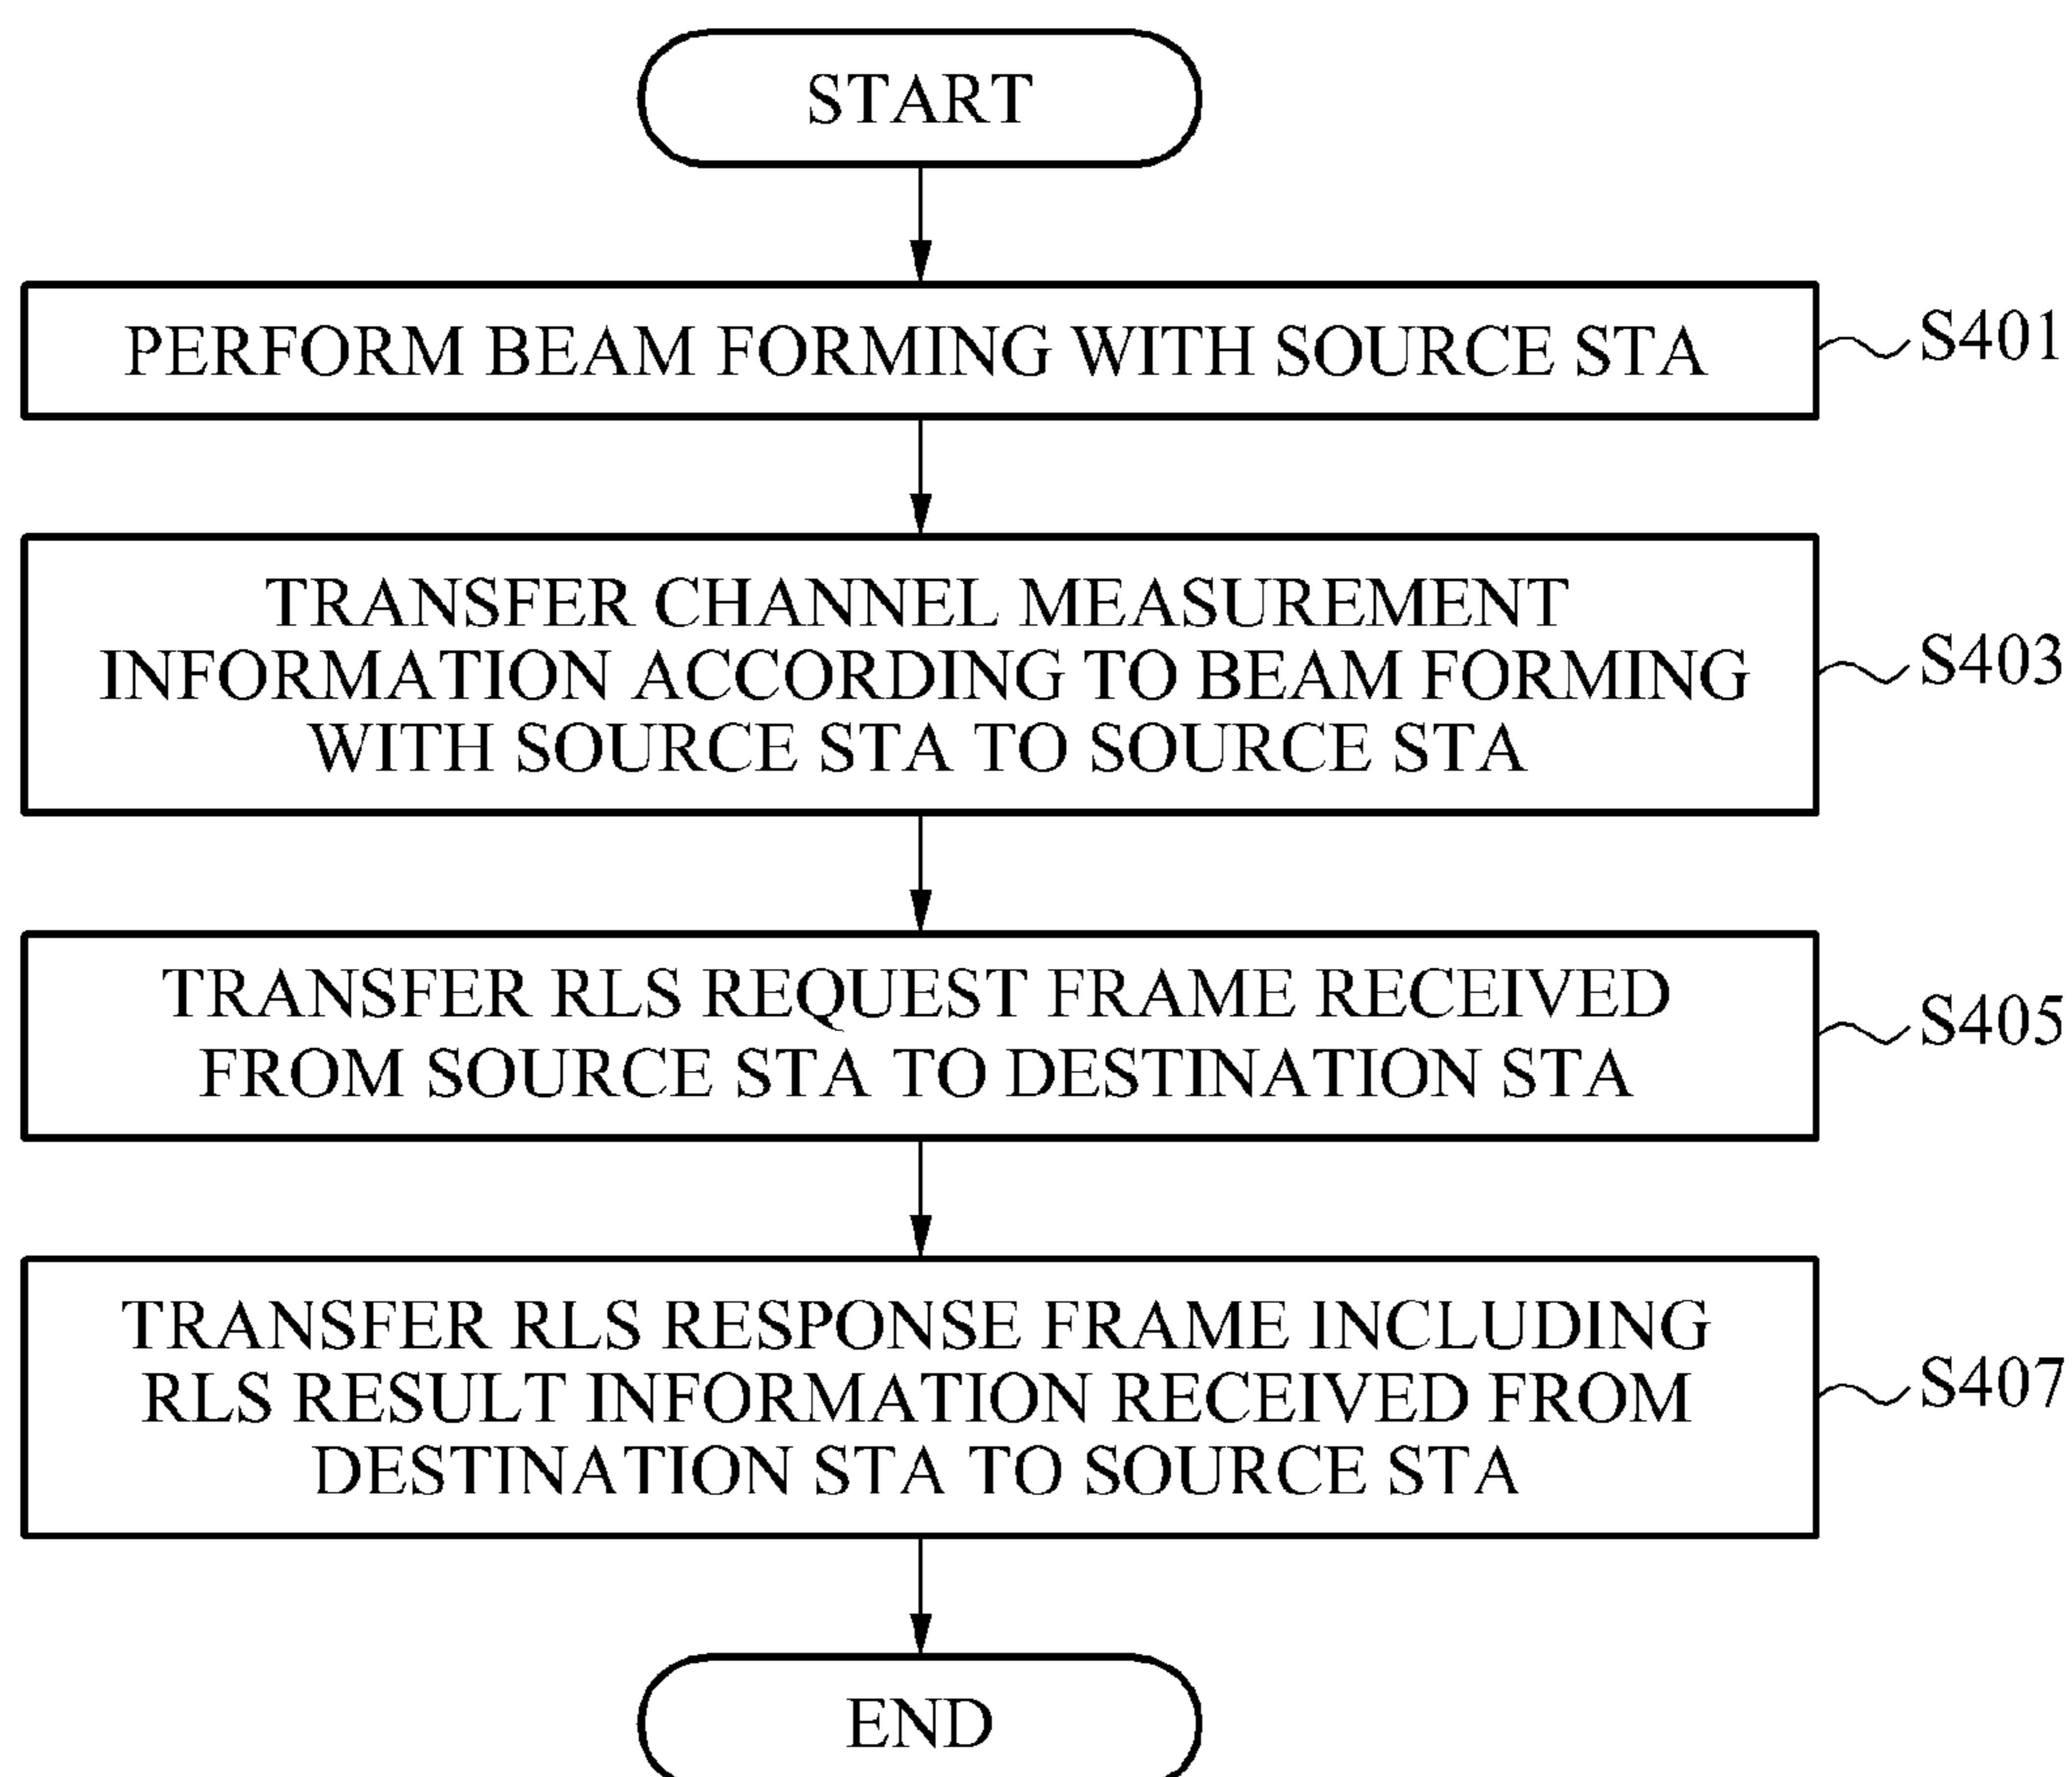 START
PERFORM BEAM FORMING WITH SOURCE STA
S401
TRANSFER CHANNEL MEASUREMENT
INFORMATION ACCORDING TO BEAM FORMING
WITH SOURCE STA TO SOURCE STA
S403
TRANSFER RLS REQUEST FRAME RECEIVED
FROM SOURCE STA TO DESTINATION STA
S405
TRANSFER RLS RESPONSE FRAME INCLUDING
RLS RESULT INFORMATION RECEIVED FROM
DESTINATION STA TO SOURCE STA
S407
END